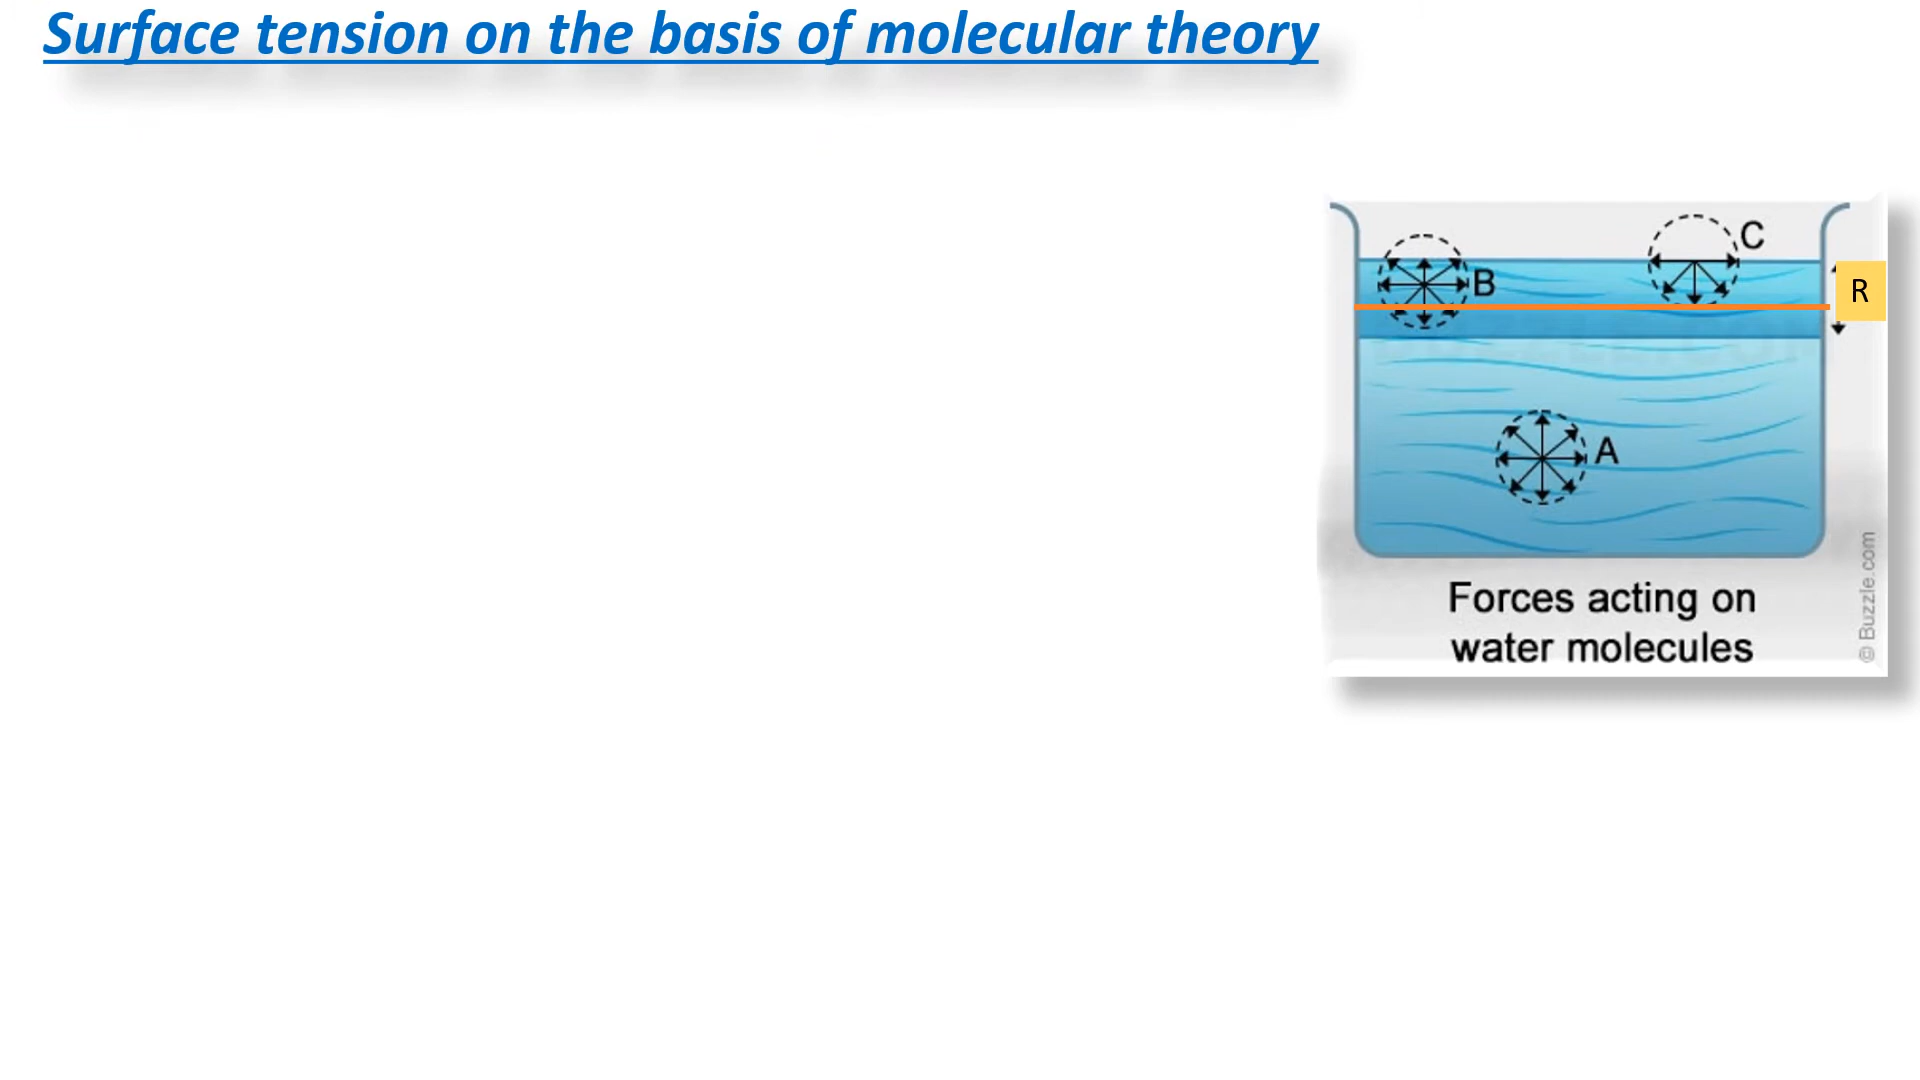 Surface tension on the basis of molecular theory
C
B
R
A
Forces acting on
water molecules
© Buzzle.com